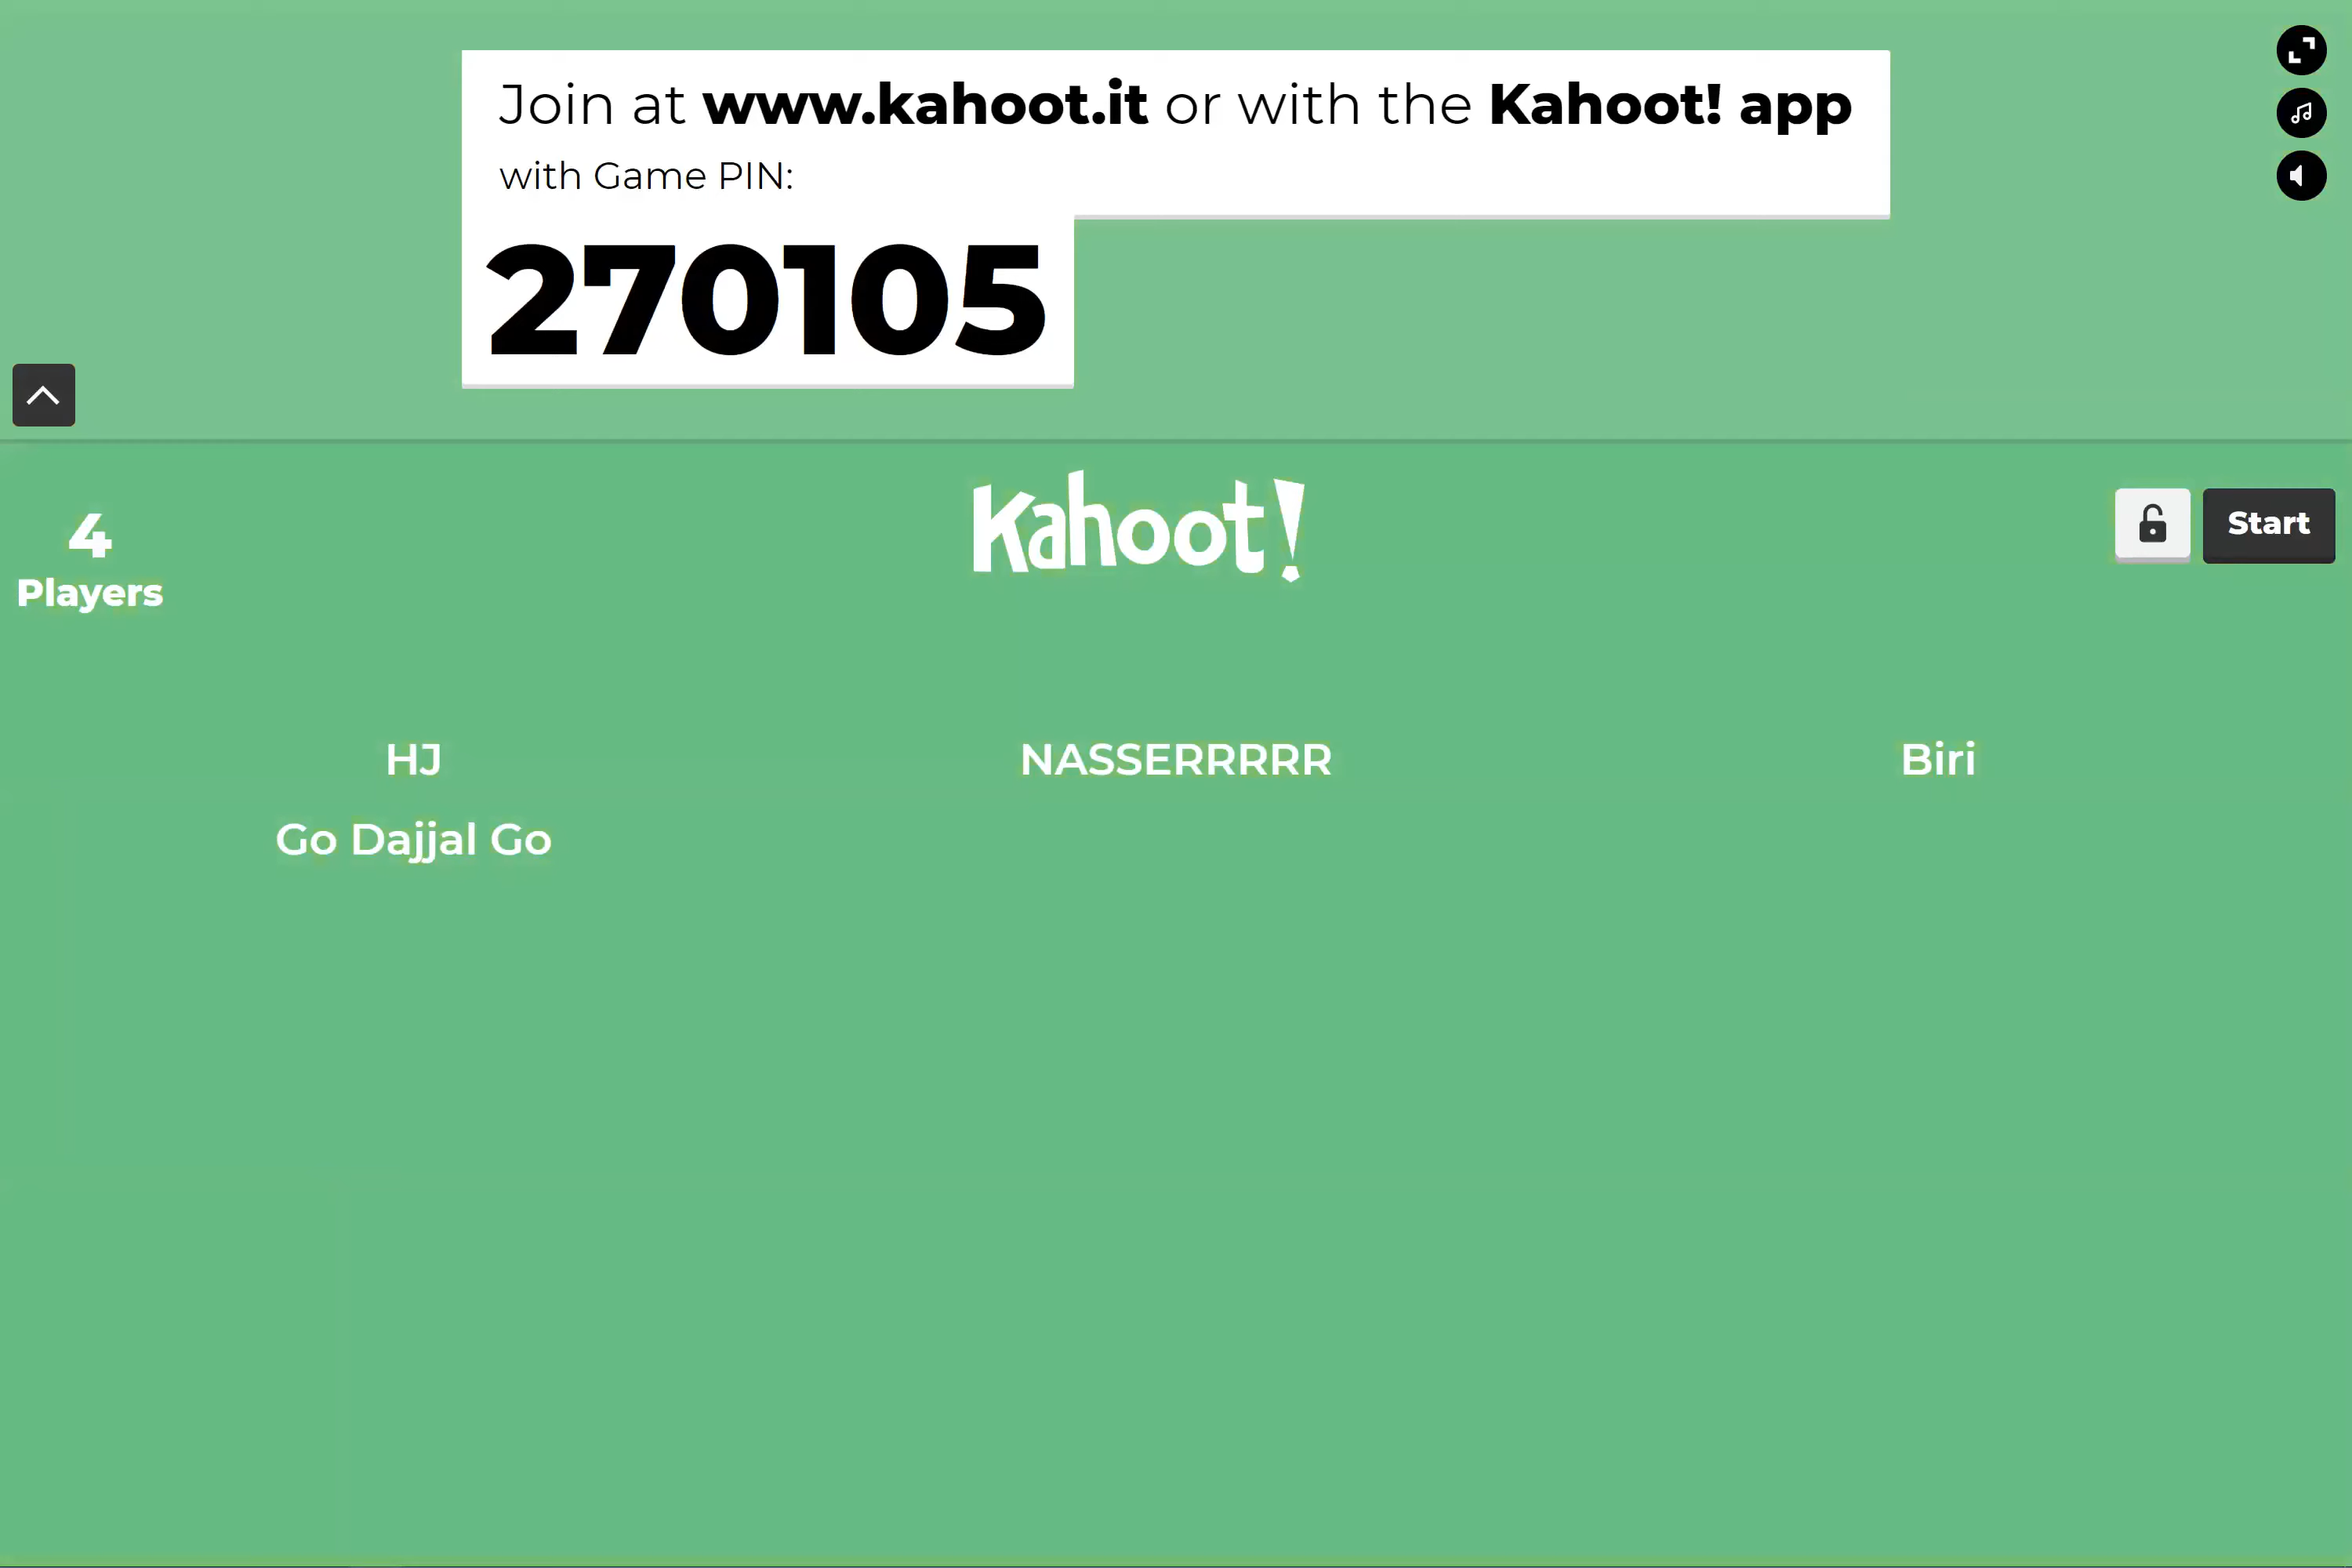 Join at www.kahoot.it or with the Kahoot! app
with Game PIN:
270105
4
Players
Kahoot!
Start
HJ
NASSERRRRR
Biri
Go Dajjal Go